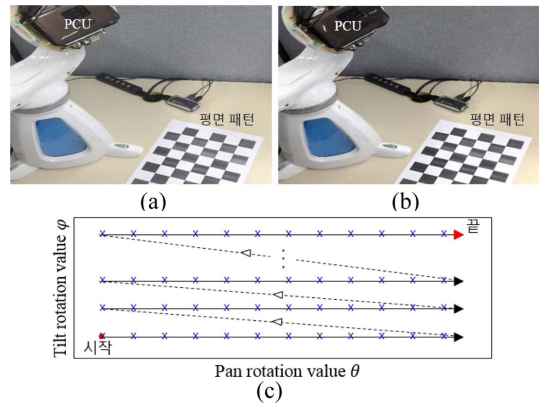 PCU
평면 패턴
(a)
PCU
평면 패턴
(b)
Tilt rotation value φ
끝
시작
Pan rotation value θ
(c)